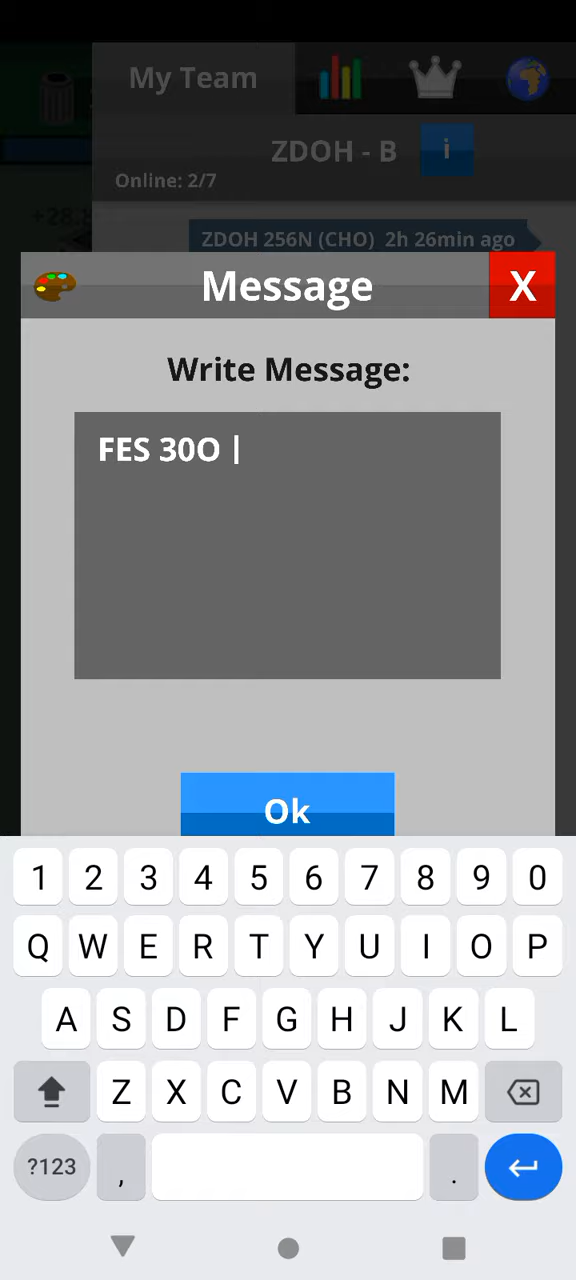 My Team
ZDOH - B
i
Online: 2/7
ZDOH 256N (CHO) 2h 26min ago
Message
X
Write Message:
FES 30O
Ok
1 2 3 4 5 6 7 8 9 0
Q W E R T Y U I O P
A S D F G H J K L
Z X C V B N M
?123 , .